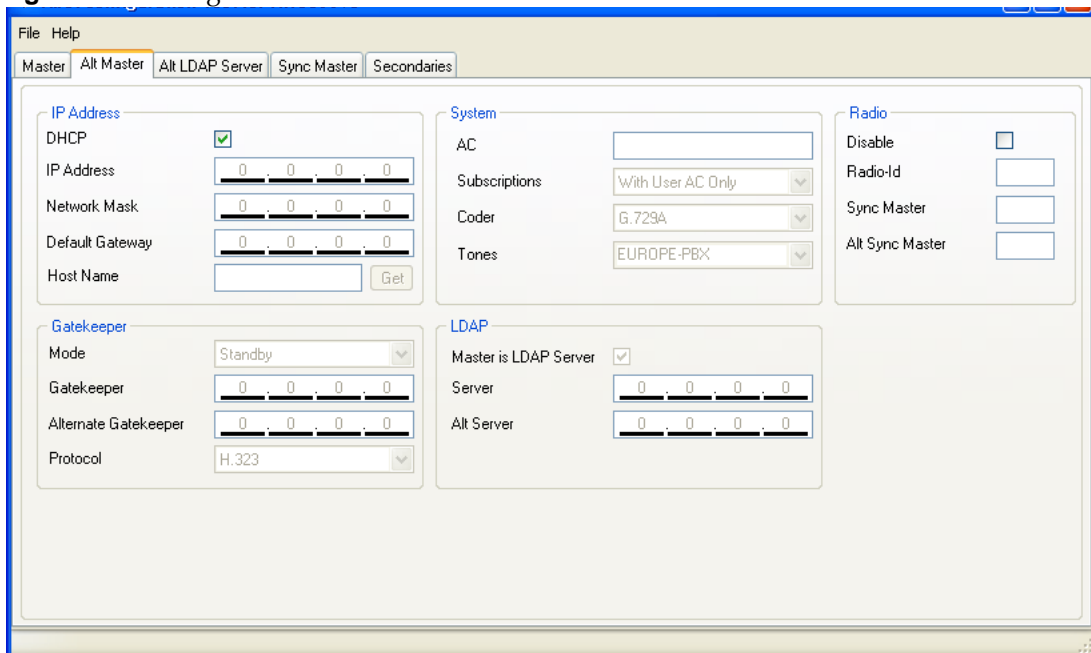 File Help
Master Alt Master Alt LDAP Server Sync Master Secondaries
IP Address
DHCP
IP Address 0 . 0 . 0 . 0
Network Mask 0 . 0 . 0 . 0
Default Gateway 0 . 0 . 0 . 0
Host Name Get
System
AC
Subscriptions With User AC Only
Coder G.729A
Tones EUROPE-PBX
Radio
Disable
Radio-Id
Sync Master
Alt Sync Master
Gatekeeper
Mode Standby
Gatekeeper 0 . 0 . 0 . 0
Alternate Gatekeeper 0 . 0 . 0 . 0
Protocol H.323
LDAP
Master is LDAP Server
Server 0 . 0 . 0 . 0
Alt Server 0 . 0 . 0 . 0